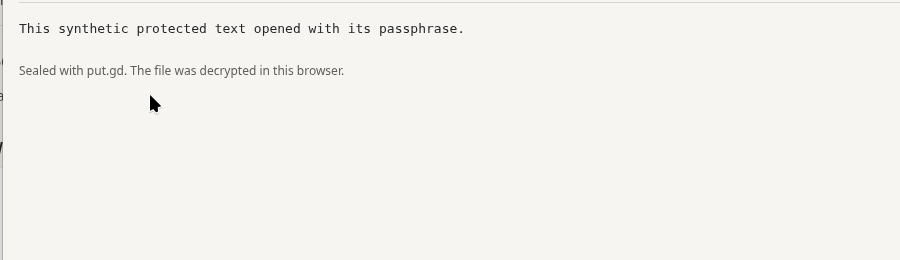 This synthetic protected text opened with its passphrase.
Sealed with put.gd. The file was decrypted in this browser.